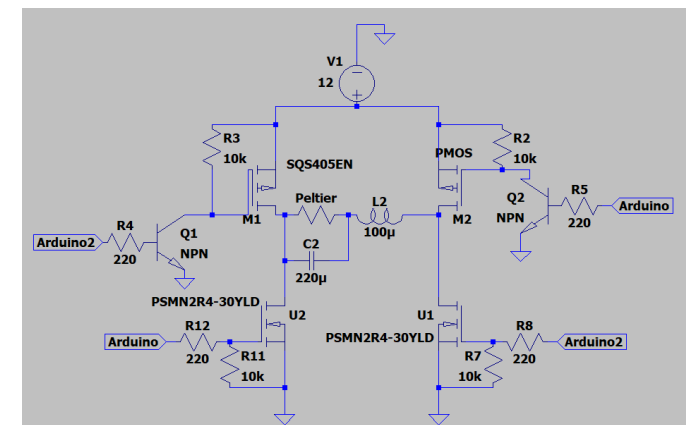 V1
12
R3
10k
SQS405EN
M1
PMOS
M2
R2
10k
Q2
NPN
R5
220
Arduino
Peltier
L2
100µ
C2
220µ
Arduino2
R4
220
Q1
NPN
PSMN2R4-30YLD
U2
Arduino
R12
220
R11
10k
U1
PSMN2R4-30YLD
R8
220
Arduino2
R7
10k